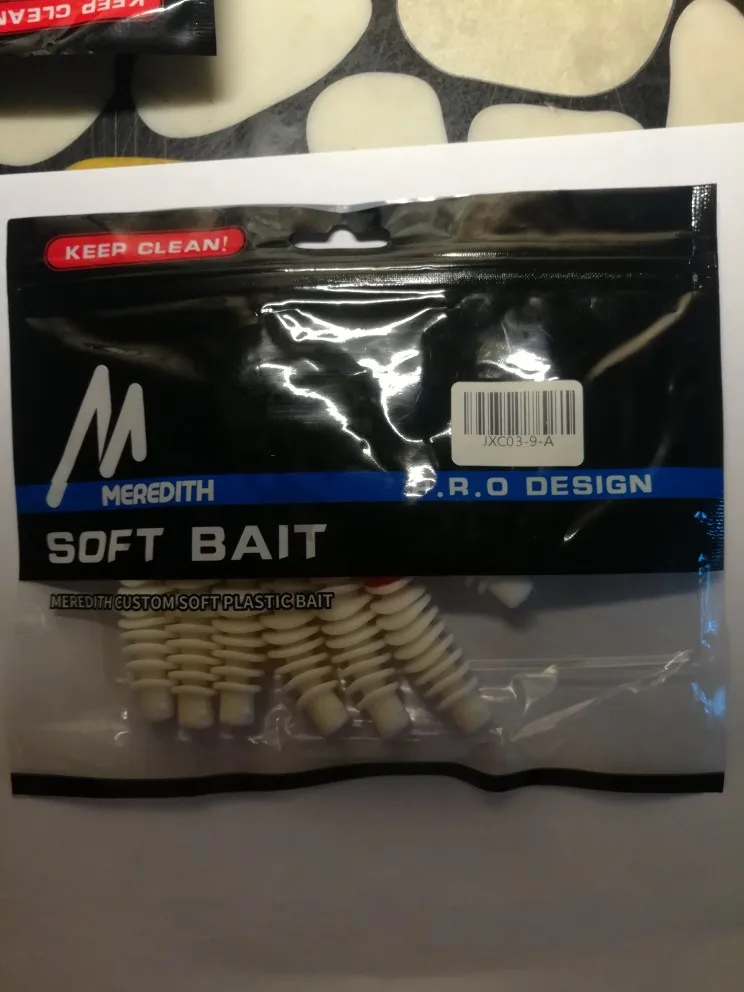 KEEP CLEAN!
KEEP CLEAN!
JXC03-9-A
MEREDITH
.R.O DESIGN
SOFT BAIT
MEREDITH CUSTOM SOFT PLASTIC BAIT